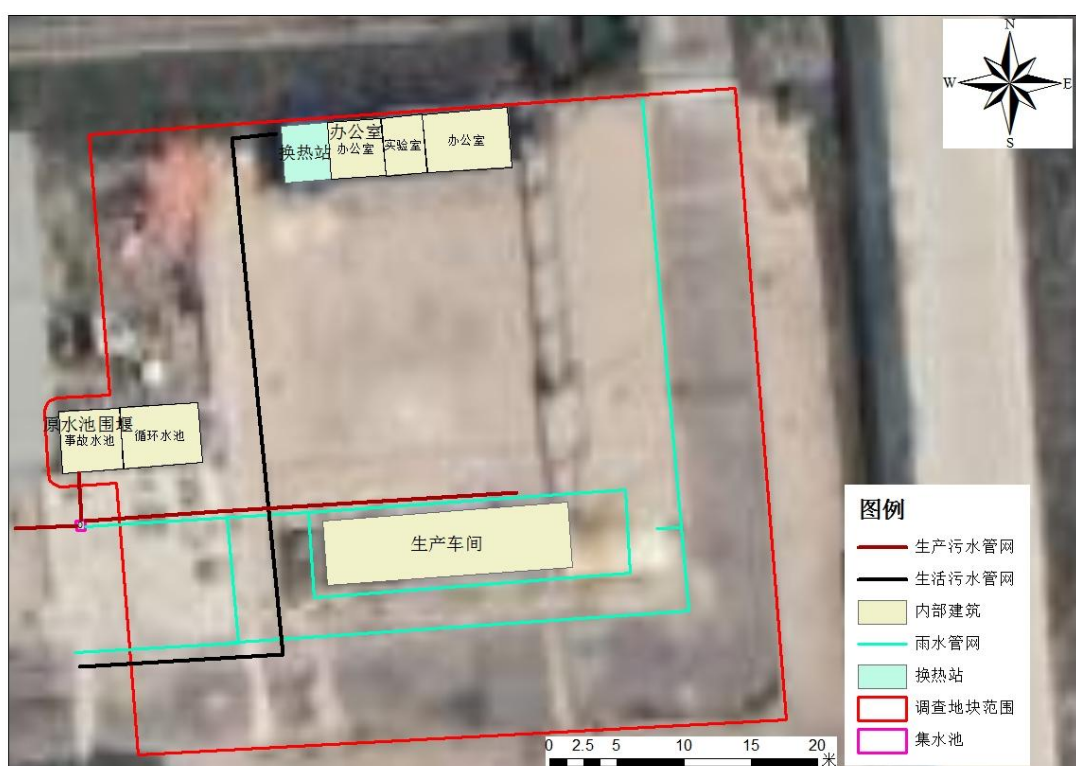 N
W
E
S
办公室
换热站
办公室
实验室
办公室
原水池围堰
事故水池
循环水池
生产车间
图例
生产污水管网
生活污水管网
内部建筑
雨水管网
换热站
调查地块范围
集水池
0 2.5 5 10 15 20
米